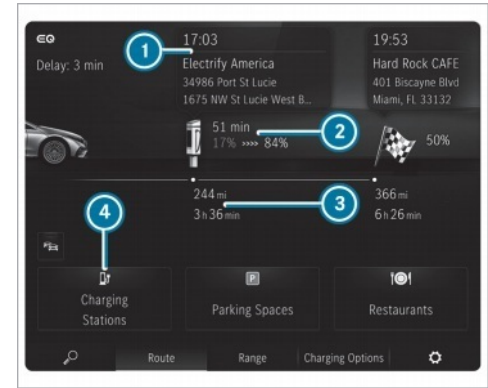 EQ
Delay: 3 min
1
17:03
Electrify America
34986 Port St Lucie
1675 NW St Lucie West B...
19:53
Hard Rock CAFE
401 Biscayne Blvd
Miami, FL 33132
51 min
17% »»» 84%
2
50%
244 mi
3 h 36 min
3
366 mi
6 h 26 min
4
Charging
Stations
P
Parking Spaces
Restaurants
Route
Range
Charging Options